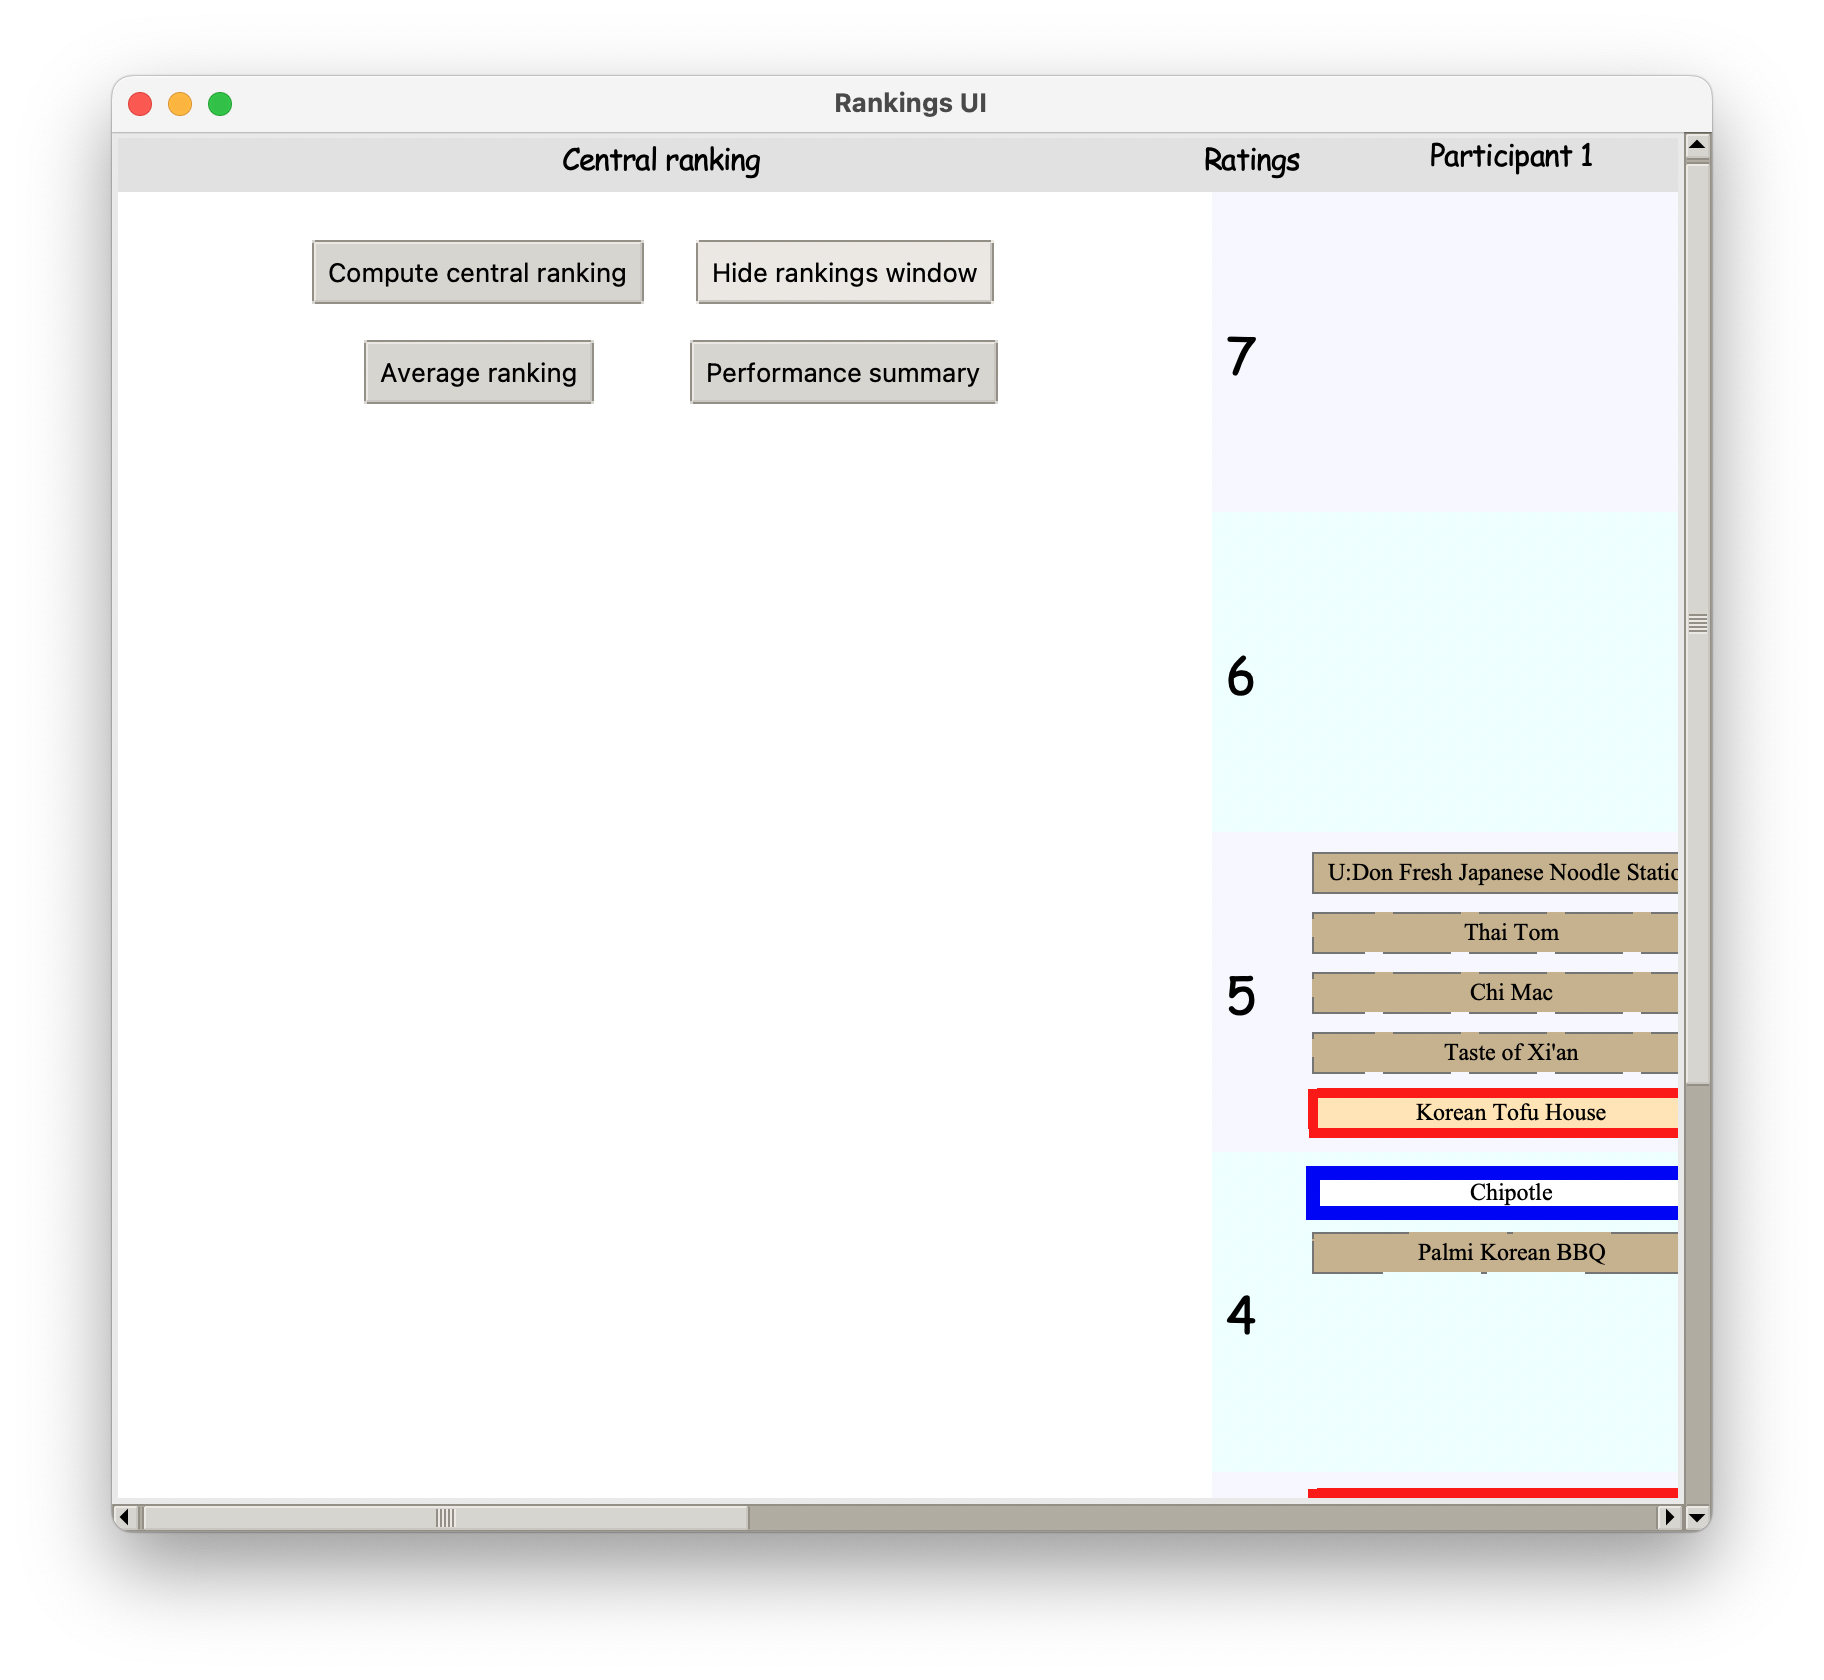 Rankings UI
Central ranking
Ratings
Participant 1
Compute central ranking
Hide rankings window
Average ranking
Performance summary
7
6
5
U:Don Fresh Japanese Noodle Statio
Thai Tom
Chi Mac
Taste of Xi'an
Korean Tofu House
4
Chipotle
Palmi Korean BBQ